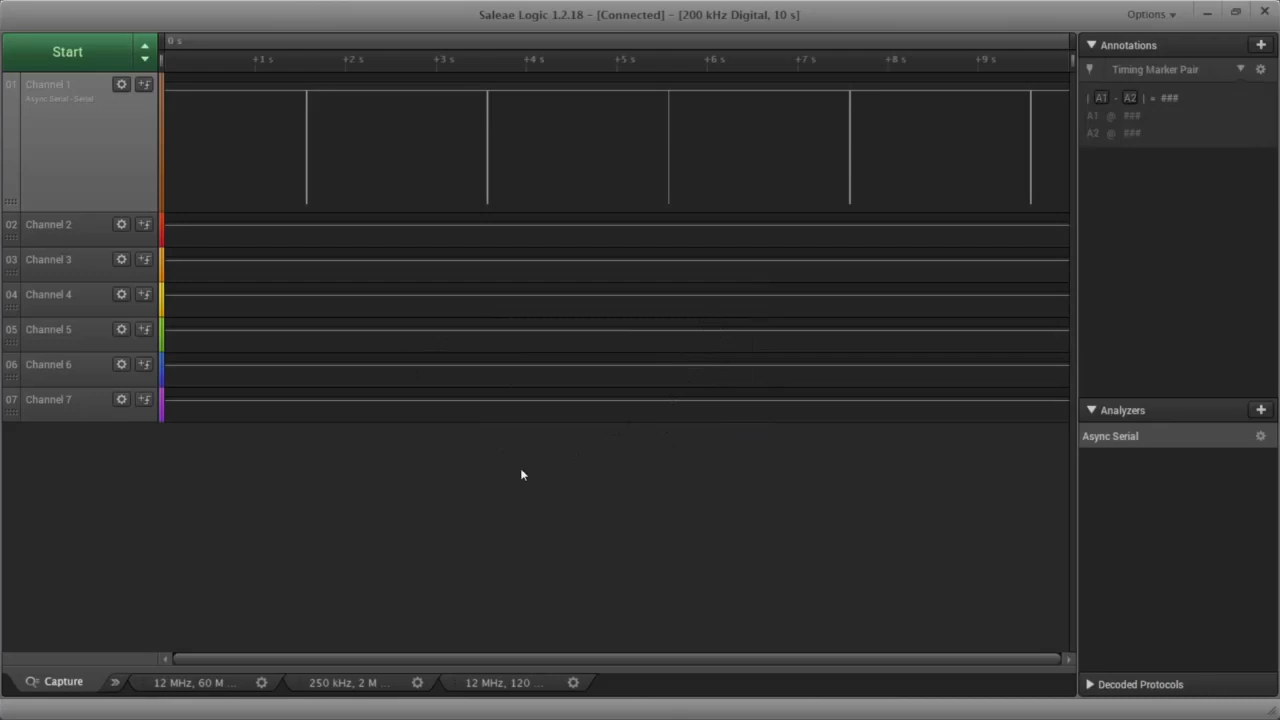 Saleae Logic 1.2.18 - [Connected] - [200 kHz Digital, 10 s]
Options
Start
0 s
+1 s +2 s +3 s +4 s +5 s +6 s +7 s +8 s +9 s
01 Channel 1
Async Serial - Serial
02 Channel 2
03 Channel 3
04 Channel 4
05 Channel 5
06 Channel 6
07 Channel 7
Annotations
Timing Marker Pair
| A1 - A2 | = ###
A1 @ ###
A2 @ ###
Analyzers
Async Serial
Decoded Protocols
Capture
12 MHz, 60 M ...
250 kHz, 2 M ...
12 MHz, 120 ...